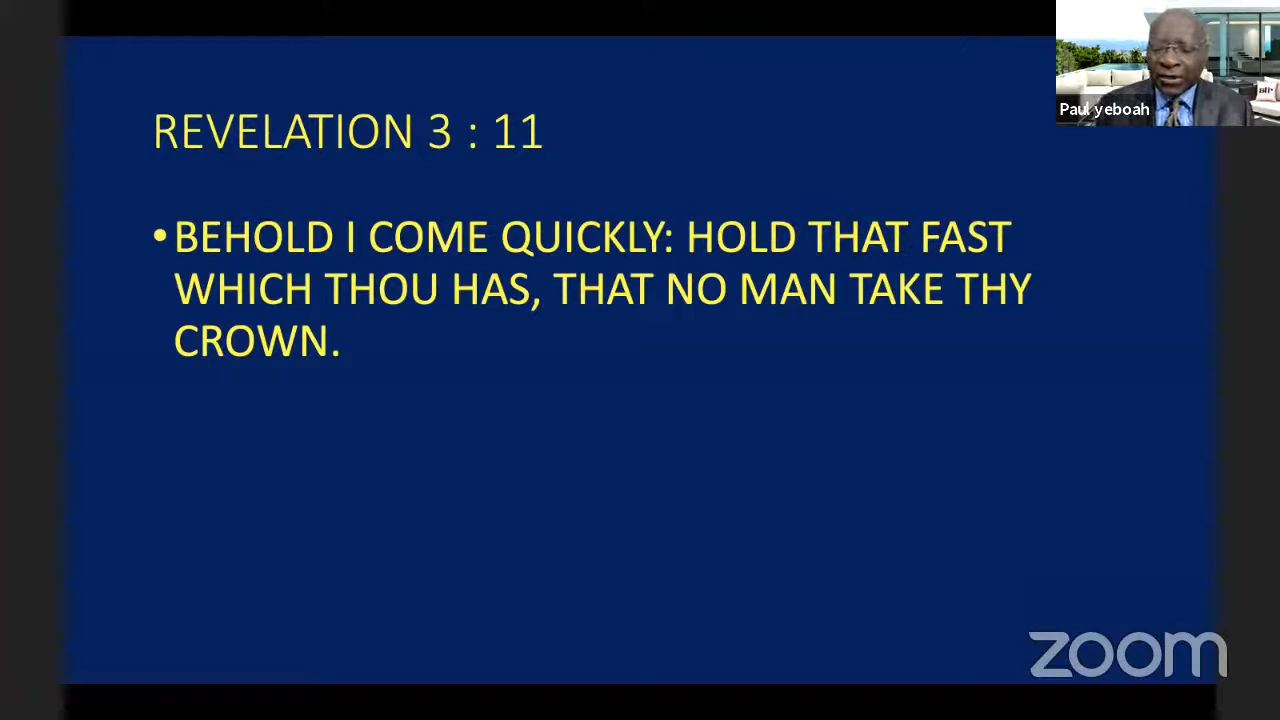 REVELATION 3 : 11
• BEHOLD I COME QUICKLY: HOLD THAT FAST
WHICH THOU HAS, THAT NO MAN TAKE THY
CROWN.
Paul yeboah
zoom